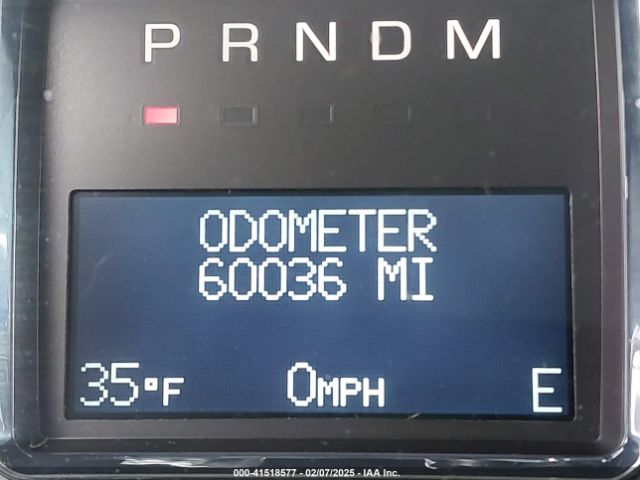 P R N D M
ODOMETER
60036 MI
35°F 0MPH E
000-41518577 - 02/07/2025 - IAA Inc.